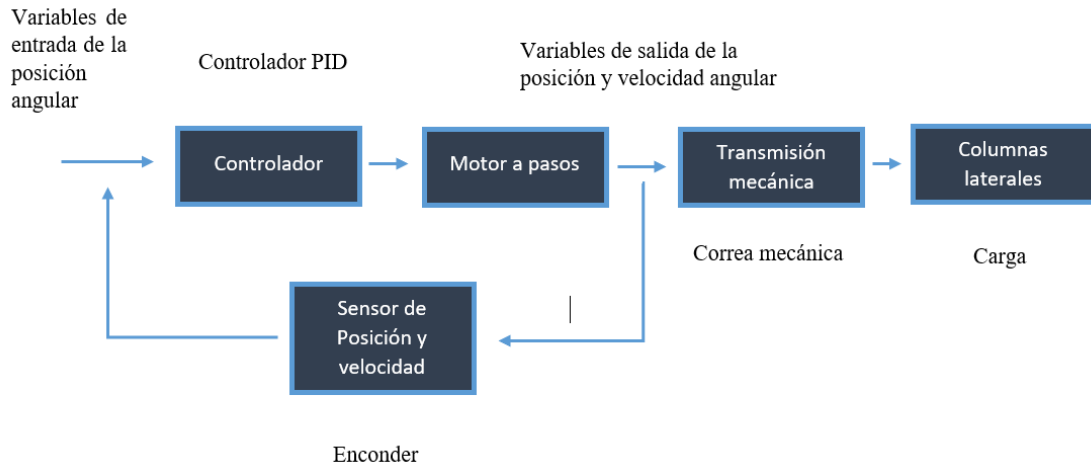 Variables de
entrada de la
posición
angular
Controlador PID
Variables de salida de la
posición y velocidad angular
Controlador
Motor a pasos
Transmisión
mecánica
Columnas
laterales
Correa mecánica
Carga
Sensor de
Posición y
velocidad
Enconder